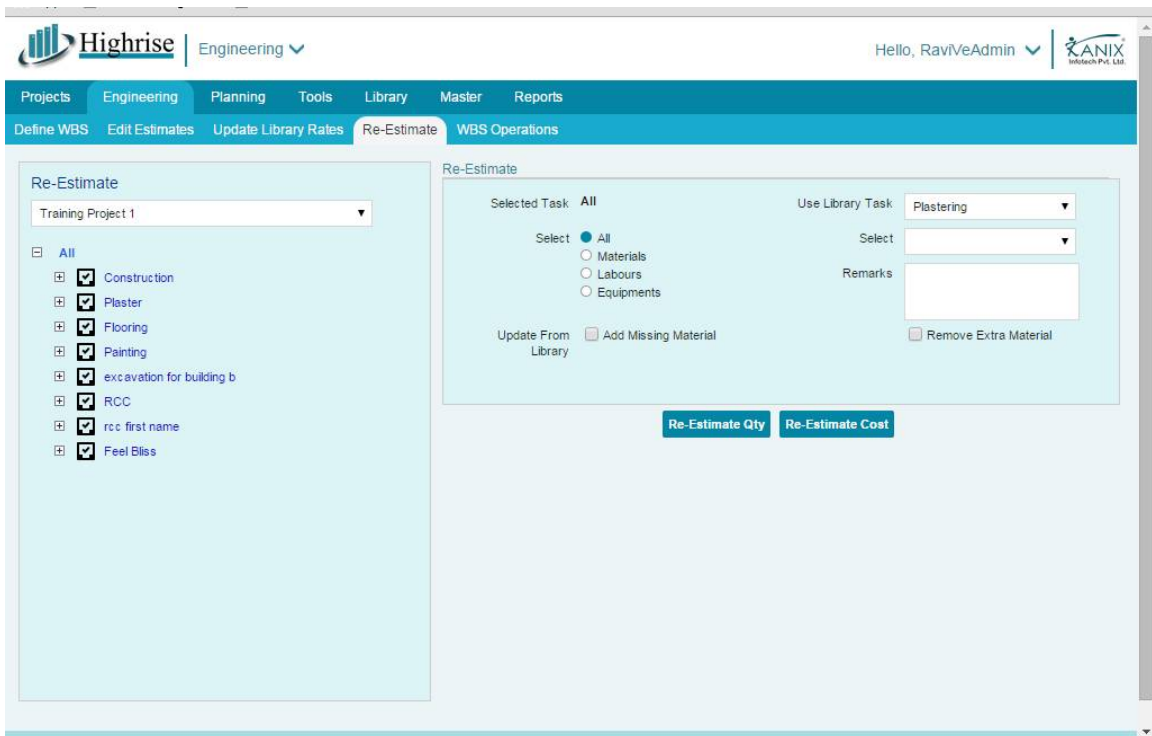 Highrise
Engineering
Hello, RaviVeAdmin
KANIX
Infotech Pvt. Ltd.
Projects Engineering Planning Tools Library Master Reports
Define WBS Edit Estimates Update Library Rates Re-Estimate WBS Operations
Re-Estimate
Training Project 1
All
Construction
Plaster
Flooring
Painting
excavation for building b
RCC
rcc first name
Feel Bliss
Re-Estimate
Selected Task All
Use Library Task Plastering
Select All
Materials
Labours
Equipments
Select
Remarks
Update From Library
Add Missing Material
Remove Extra Material
Re-Estimate Qty Re-Estimate Cost